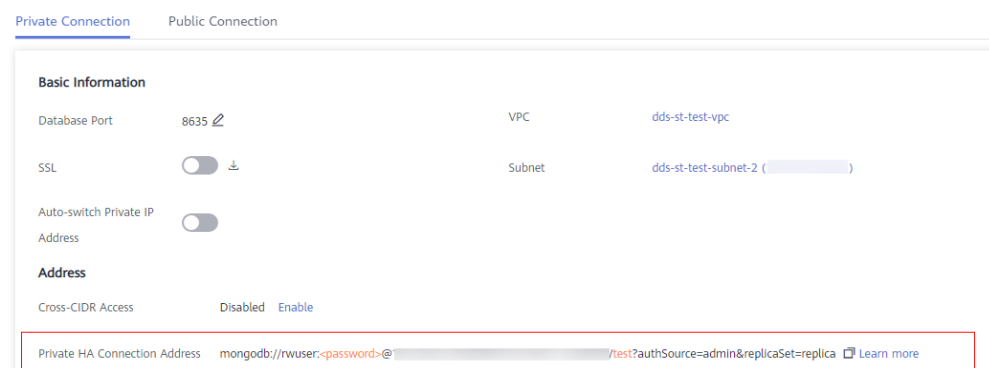 Private Connection Public Connection
Basic Information
Database Port 8635 VPC dds-st-test-vpc
SSL Subnet dds-st-test-subnet-2 ( )
Auto-switch Private IP
Address
Address
Cross-CIDR Access Disabled Enable
Private HA Connection Address mongodb://rwuser:<password>@ /test?authSource=admin&replicaSet=replica Learn more